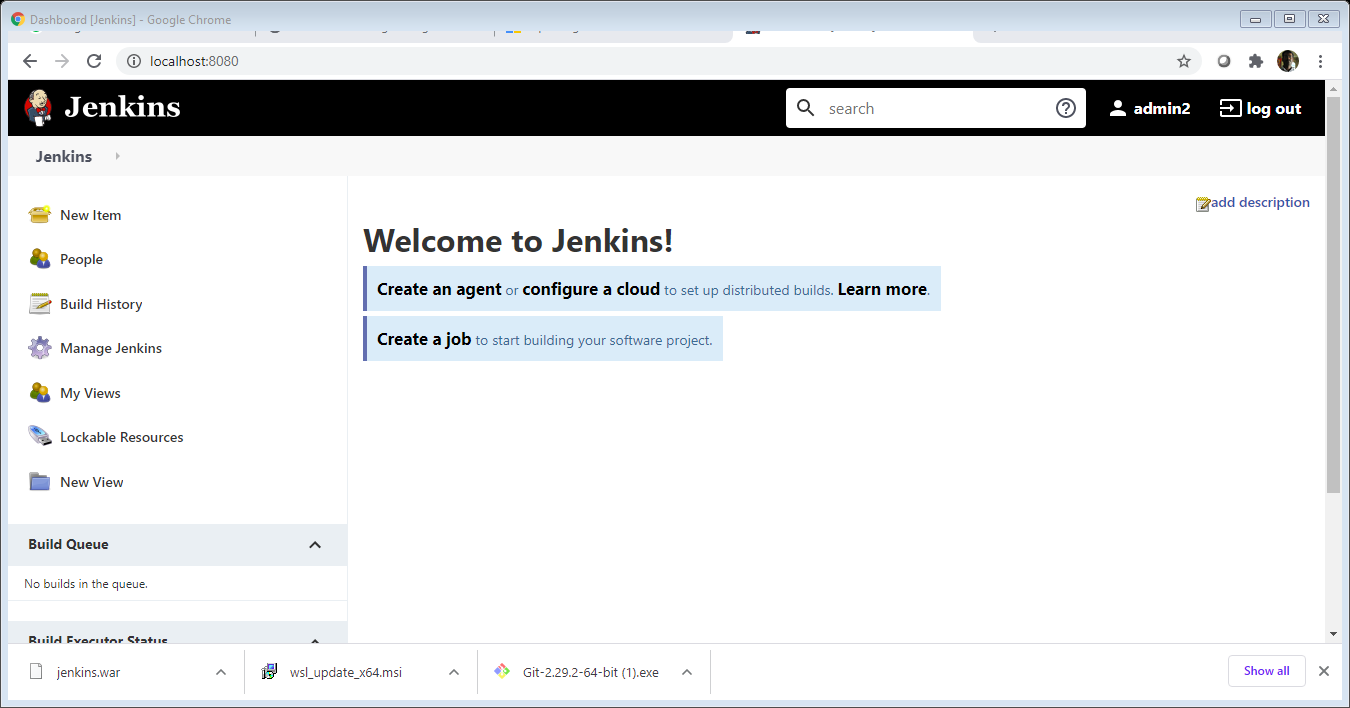 Dashboard [Jenkins] - Google Chrome
localhost:8080
Jenkins
search
admin2
log out
Jenkins
add description
New Item
People
Build History
Manage Jenkins
My Views
Lockable Resources
New View
Welcome to Jenkins!
Create an agent or configure a cloud to set up distributed builds. Learn more.
Create a job to start building your software project.
Build Queue
No builds in the queue.
Build Executor Status
jenkins.war
wsl_update_x64.msi
Git-2.29.2-64-bit (1).exe
Show all